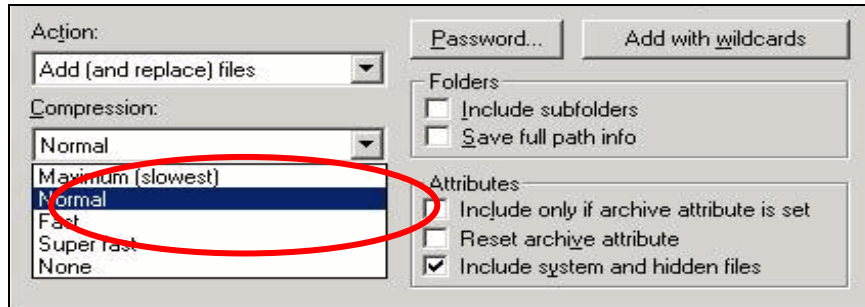 Action:
Add (and replace) files
Compression:
Normal
Maximum (slowest)
Normal
Fast
Super fast
None
Password...
Add with wildcards
Folders
Include subfolders
Save full path info
Attributes
Include only if archive attribute is set
Reset archive attribute
Include system and hidden files